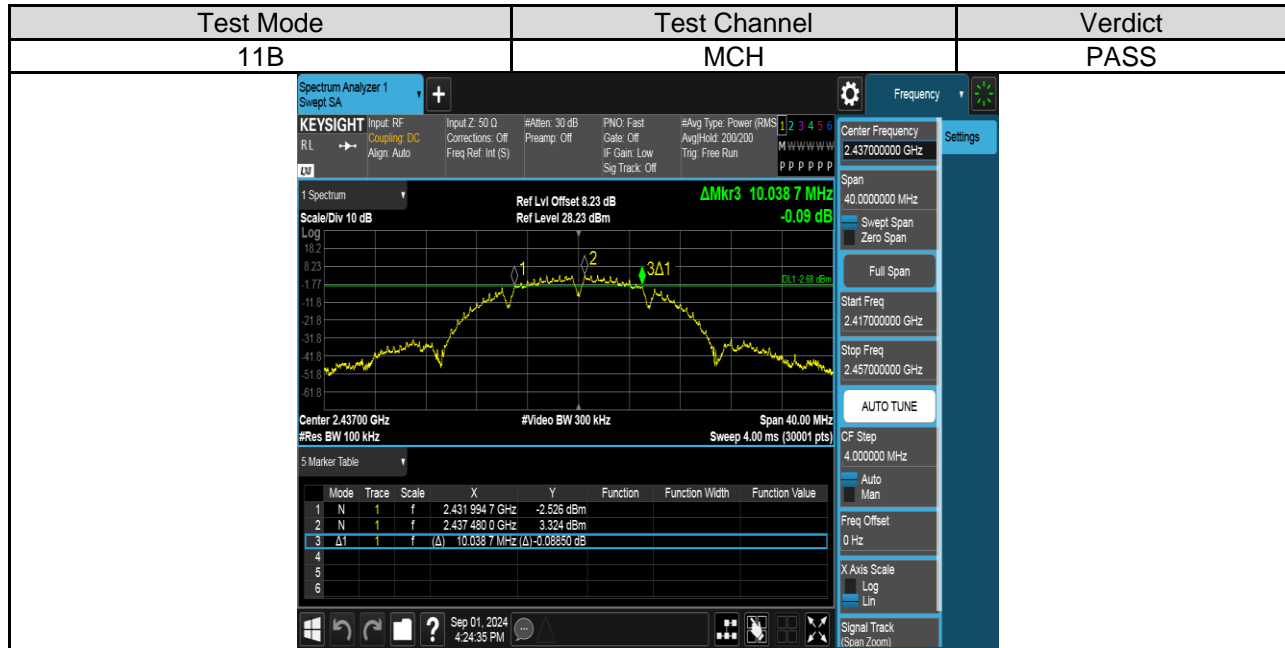 Test Mode Test Channel Verdict
11B MCH PASS
Spectrum Analyzer 1
Swept SA
+
Frequency
KEYSIGHT Input: RF Input Z: 50 Ω #Atten: 30 dB PNO: Fast #Avg Type: Power (RMS 1 2 3 4 5 6
RL Coupling: DC Corrections: Off Preamp: Off Gate: Off Avg|Hold: 200/200 M W W W W W
Align: Auto Freq Ref: Int (S) IF Gain: Low Trig: Free Run
LXI Sig Track: Off P P P P P P
1 Spectrum
Ref Lvl Offset 8.23 dB ΔMkr3 10.038 7 MHz
Scale/Div 10 dB Ref Level 28.23 dBm -0.09 dB
Log
18.2
8.23
-1.77
-11.8
-21.8
-31.8
-41.8
-51.8
-61.8
1
2
3Δ1
DL1 -2.68 dBm
Center 2.43700 GHz #Video BW 300 kHz Span 40.00 MHz
#Res BW 100 kHz Sweep 4.00 ms (30001 pts)
5 Marker Table
Mode Trace Scale X Y Function Function Width Function Value
1 N 1 f 2.431 994 7 GHz -2.526 dBm
2 N 1 f 2.437 480 0 GHz 3.324 dBm
3 Δ1 1 f (Δ) 10.038 7 MHz (Δ) -0.08850 dB
4
5
6
?
Sep 01, 2024
4:24:35 PM
Center Frequency
2.437000000 GHz
Settings
Span
40.0000000 MHz
Swept Span
Zero Span
Full Span
Start Freq
2.417000000 GHz
Stop Freq
2.457000000 GHz
AUTO TUNE
CF Step
4.000000 MHz
Auto
Man
Freq Offset
0 Hz
X Axis Scale
Log
Lin
Signal Track
(Span Zoom)